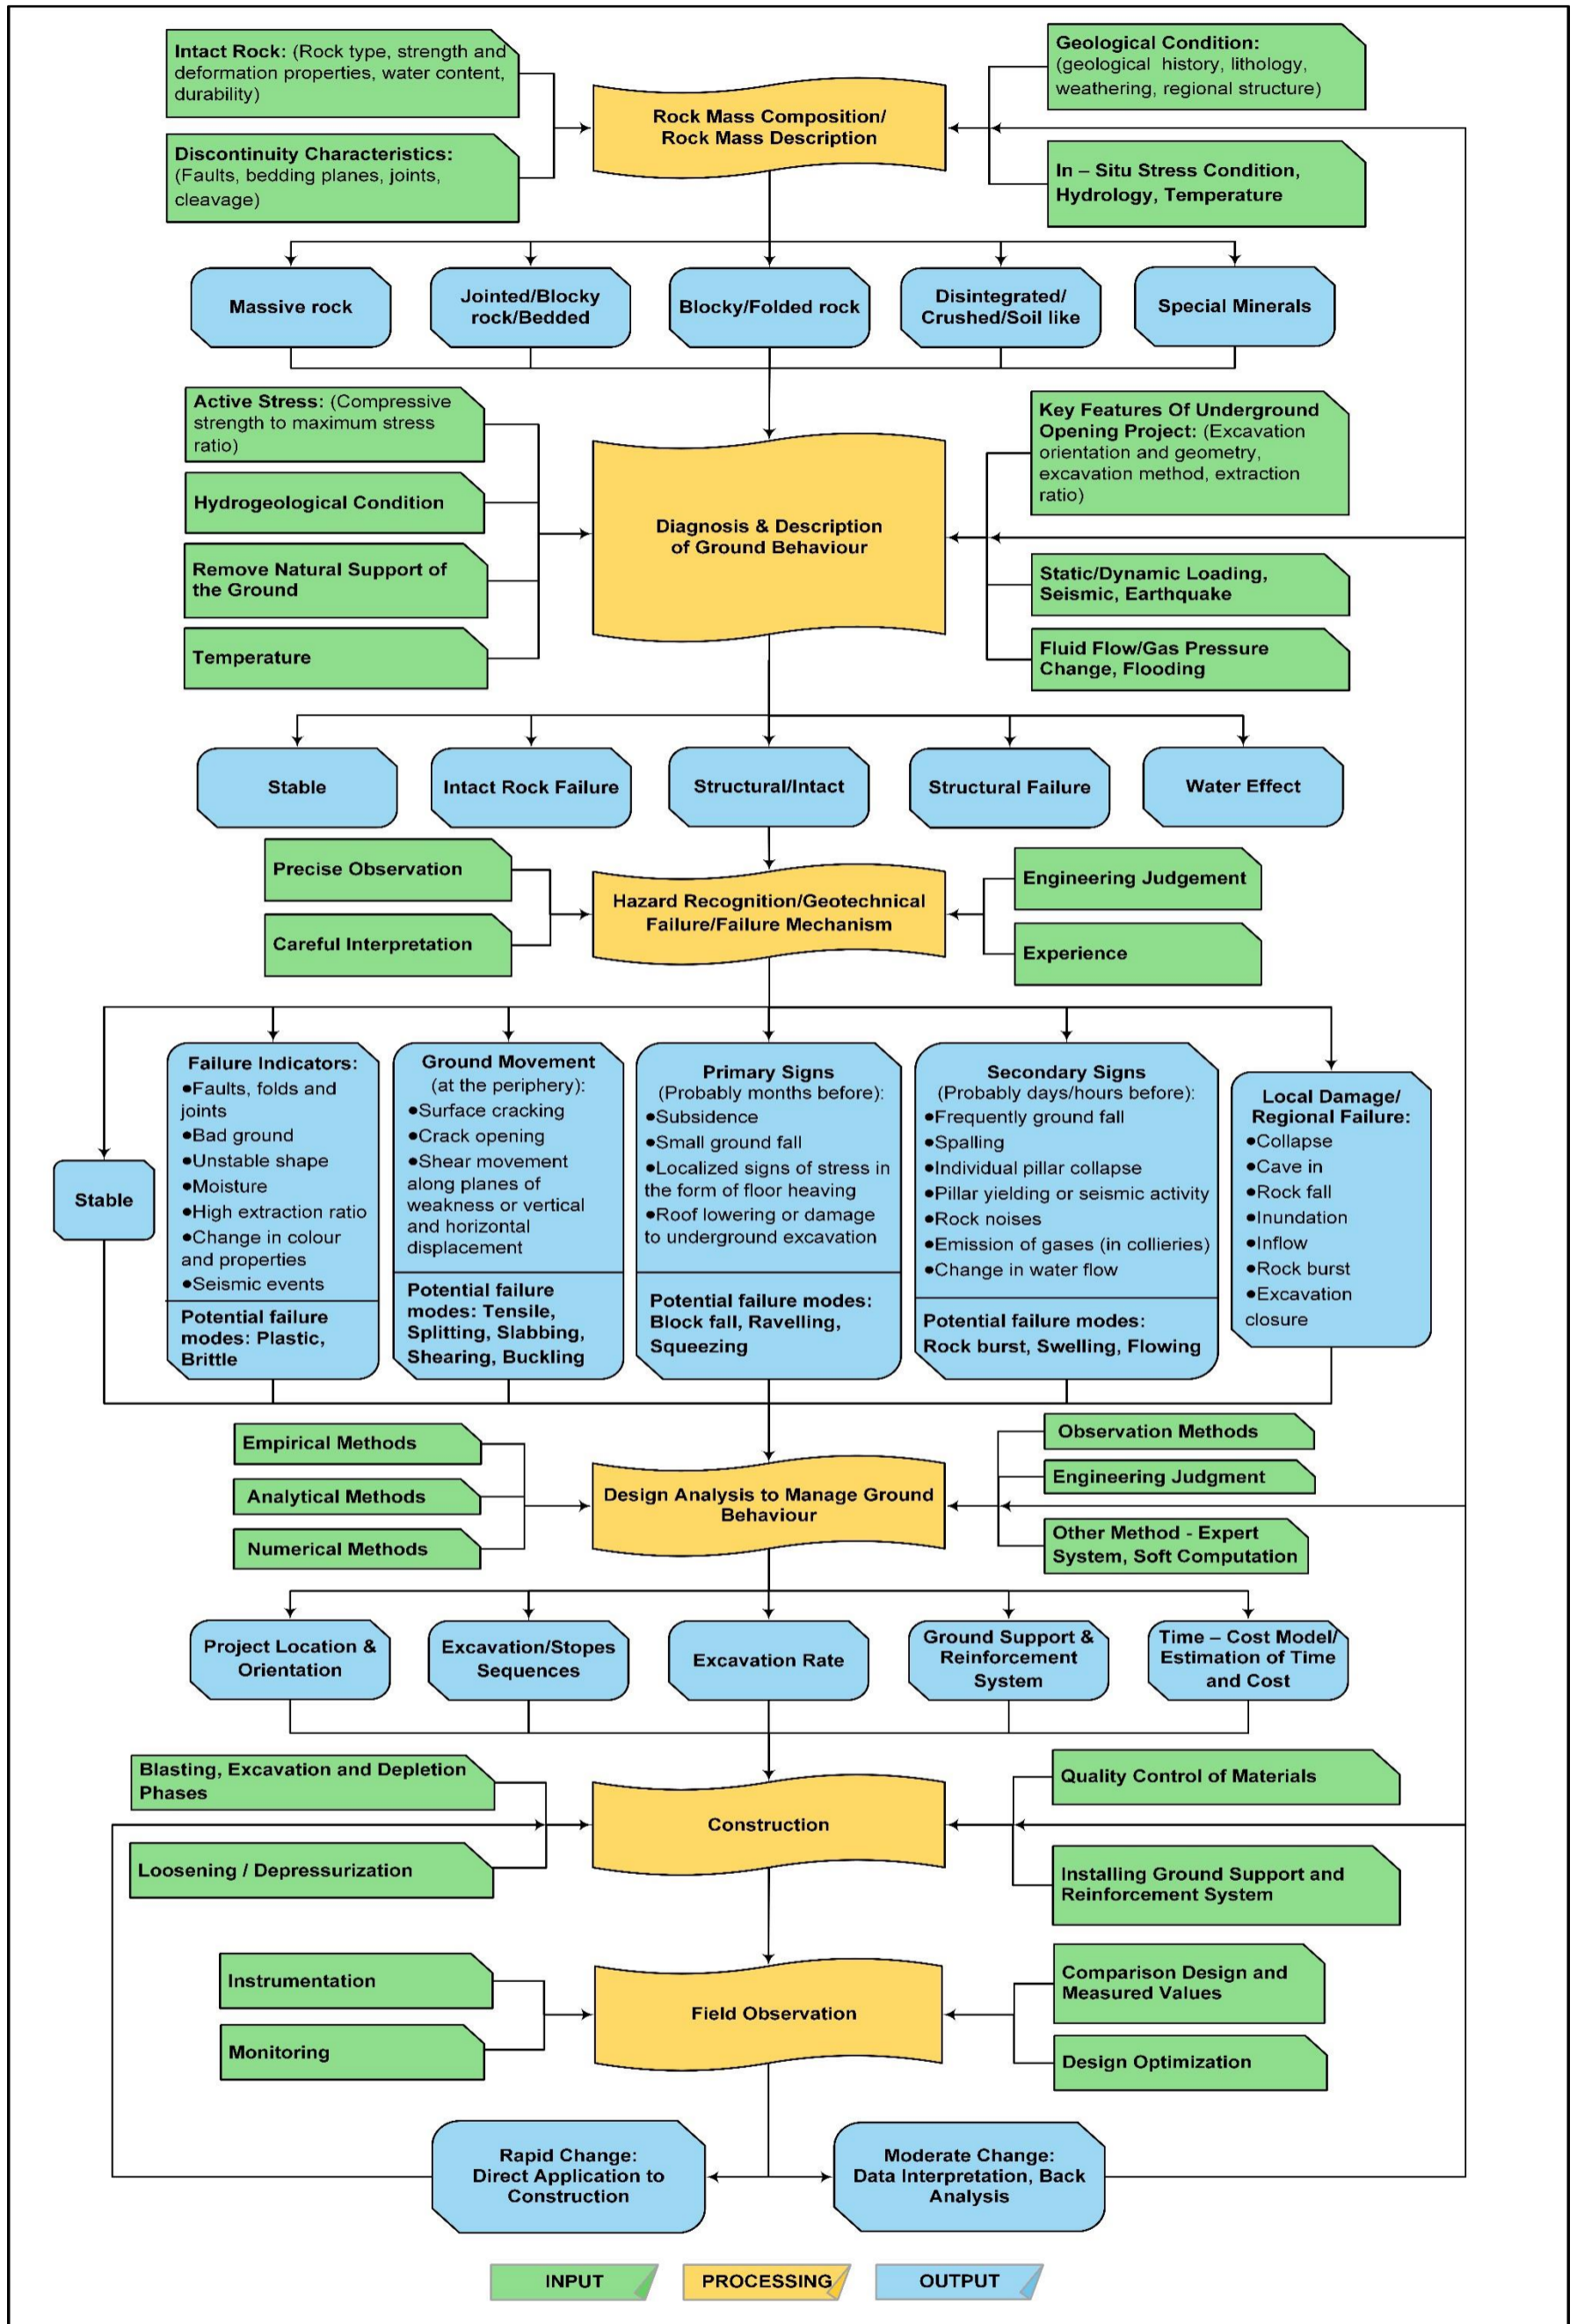 Intact Rock: (Rock type, strength and
deformation properties, water content,
durability)
Discontinuity Characteristics:
(Faults, bedding planes, joints,
cleavage)
Rock Mass Composition/
Rock Mass Description
Geological Condition:
(geological history, lithology,
weathering, regional structure)
In – Situ Stress Condition,
Hydrology, Temperature
Massive rock
Jointed/Blocky
rock/Bedded
Blocky/Folded rock
Disintegrated/
Crushed/Soil like
Special Minerals
Active Stress: (Compressive
strength to maximum stress
ratio)
Hydrogeological Condition
Remove Natural Support of
the Ground
Temperature
Diagnosis & Description
of Ground Behaviour
Key Features Of Underground
Opening Project: (Excavation
orientation and geometry,
excavation method, extraction
ratio)
Static/Dynamic Loading,
Seismic, Earthquake
Fluid Flow/Gas Pressure
Change, Flooding
Stable
Intact Rock Failure
Structural/Intact
Structural Failure
Water Effect
Precise Observation
Careful Interpretation
Hazard Recognition/Geotechnical
Failure/Failure Mechanism
Engineering Judgement
Experience
Stable
Failure Indicators:
●Faults, folds and
joints
●Bad ground
●Unstable shape
●Moisture
●High extraction ratio
●Change in colour
and properties
●Seismic events
Potential failure
modes: Plastic,
Brittle
Ground Movement
(at the periphery):
●Surface cracking
●Crack opening
●Shear movement
along planes of
weakness or vertical
and horizontal
displacement
Potential failure
modes: Tensile,
Splitting, Slabbing,
Shearing, Buckling
Primary Signs
(Probably months before):
●Subsidence
●Small ground fall
●Localized signs of stress in
the form of floor heaving
●Roof lowering or damage
to underground excavation
Potential failure modes:
Block fall, Ravelling,
Squeezing
Secondary Signs
(Probably days/hours before):
●Frequently ground fall
●Spalling
●Individual pillar collapse
●Pillar yielding or seismic activity
●Rock noises
●Emission of gases (in collieries)
●Change in water flow
Potential failure modes:
Rock burst, Swelling, Flowing
Local Damage/
Regional Failure:
●Collapse
●Cave in
●Rock fall
●Inundation
●Inflow
●Rock burst
●Excavation
closure
Empirical Methods
Analytical Methods
Numerical Methods
Design Analysis to Manage Ground
Behaviour
Observation Methods
Engineering Judgment
Other Method - Expert
System, Soft Computation
Project Location &
Orientation
Excavation/Stopes
Sequences
Excavation Rate
Ground Support &
Reinforcement
System
Time – Cost Model/
Estimation of Time
and Cost
Blasting, Excavation and Depletion
Phases
Loosening / Depressurization
Construction
Quality Control of Materials
Installing Ground Support and
Reinforcement System
Instrumentation
Monitoring
Field Observation
Comparison Design and
Measured Values
Design Optimization
Rapid Change:
Direct Application to
Construction
Moderate Change:
Data Interpretation, Back
Analysis
INPUT
PROCESSING
OUTPUT